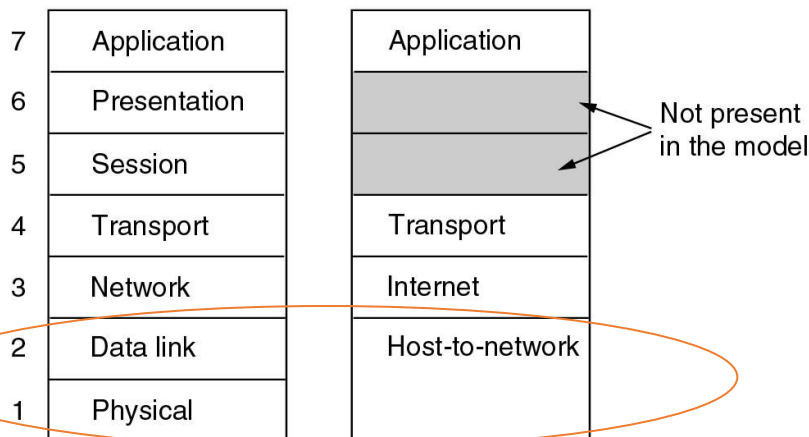 7 Application Application
6 Presentation
Not present
in the model
5 Session
4 Transport Transport
3 Network Internet
2 Data link Host-to-network
1 Physical